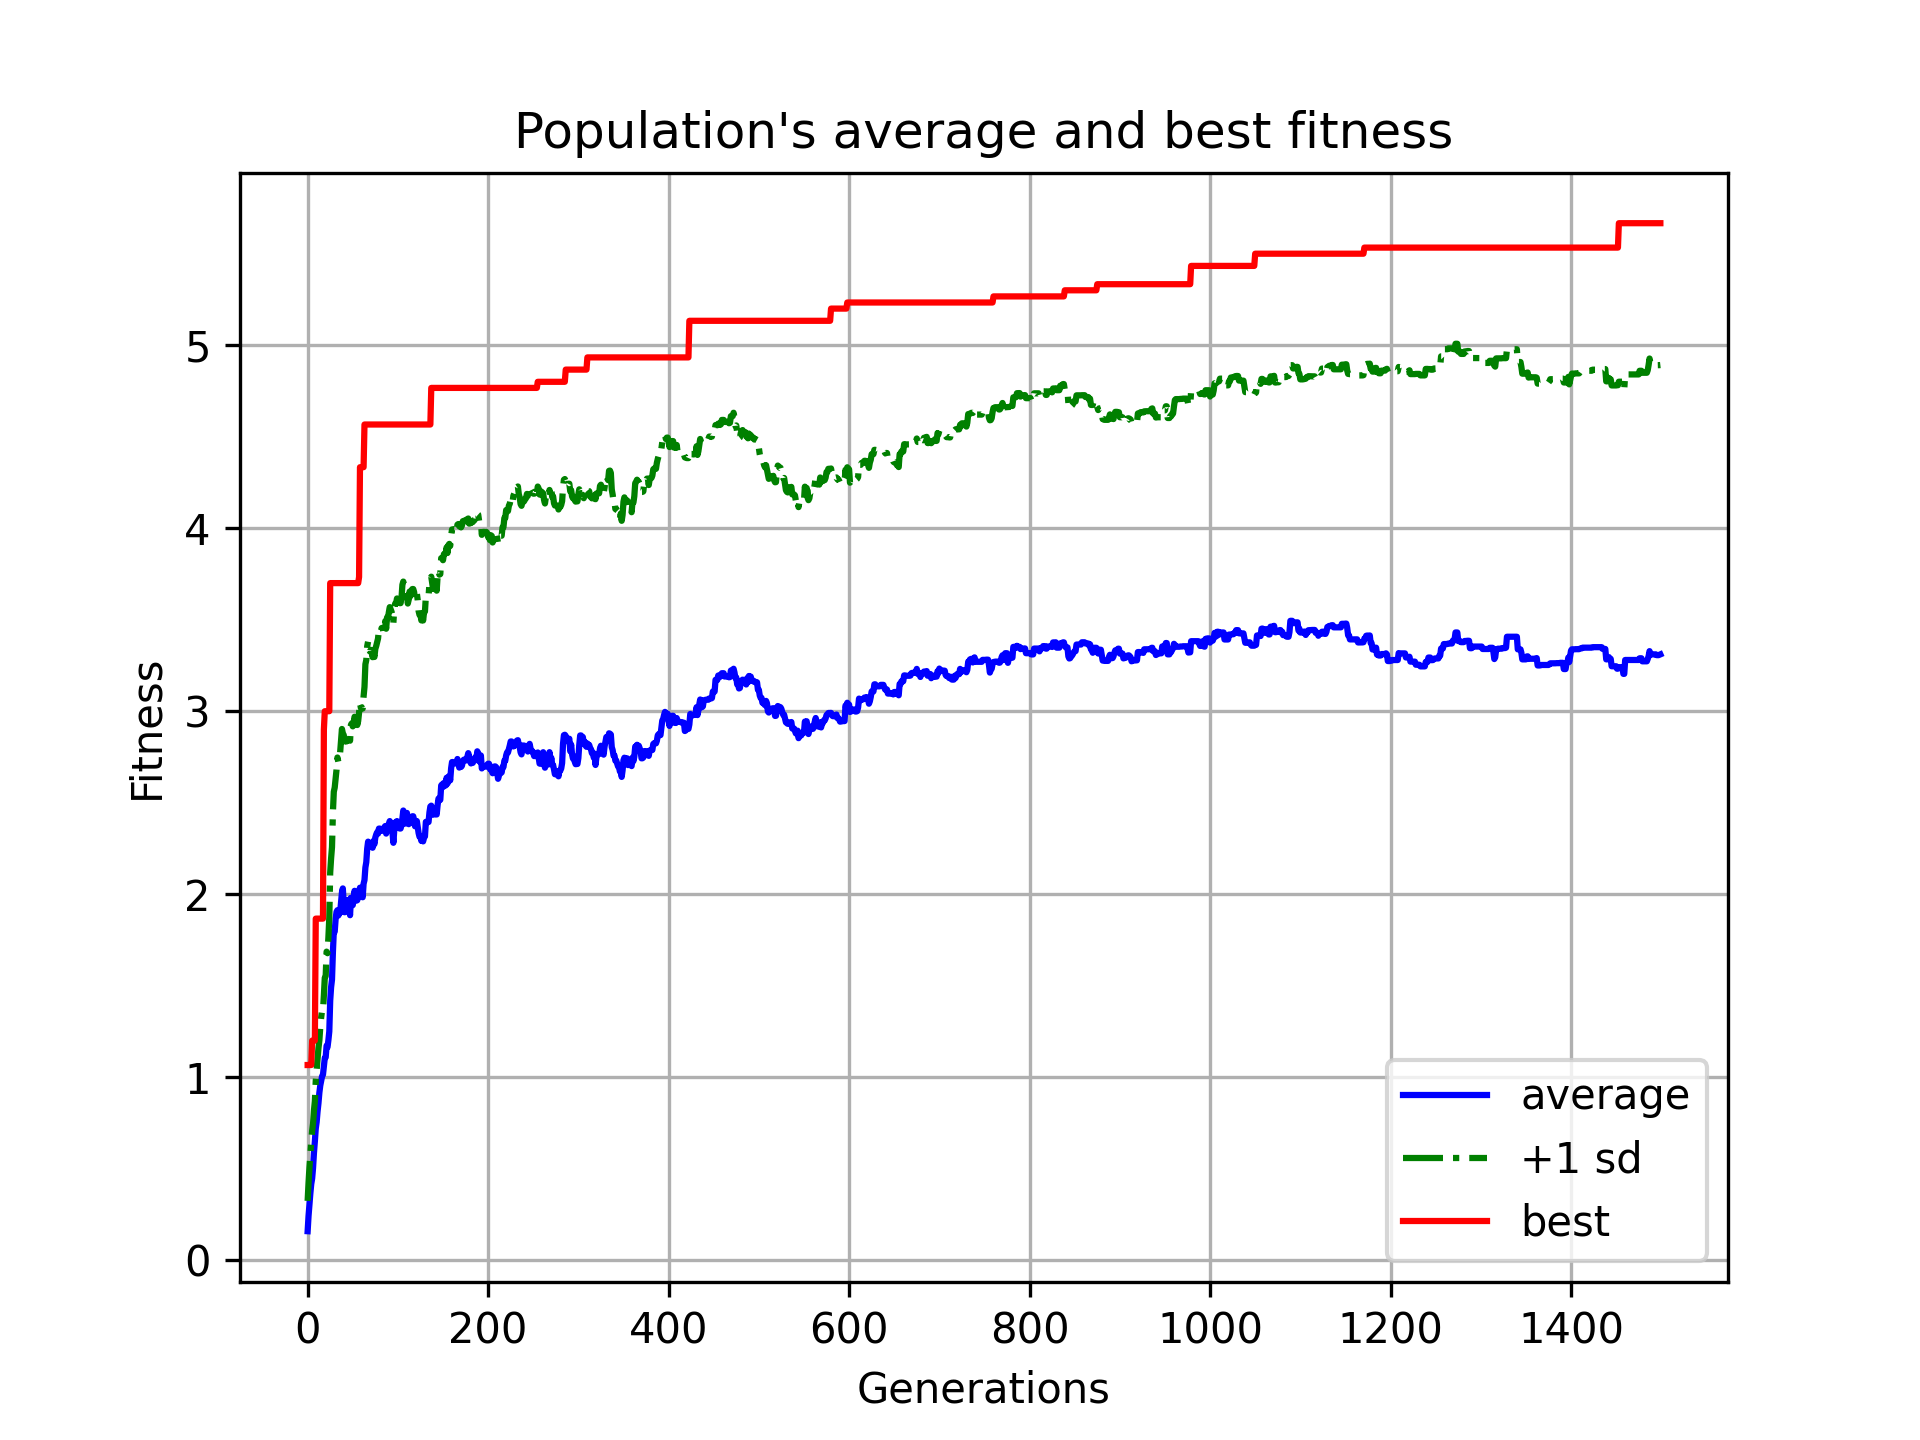 Population's average and best fitness
Fitness
5
4
3
2
1
0
0 200 400 600 800 1000 1200 1400
Generations
average
+1 sd
best